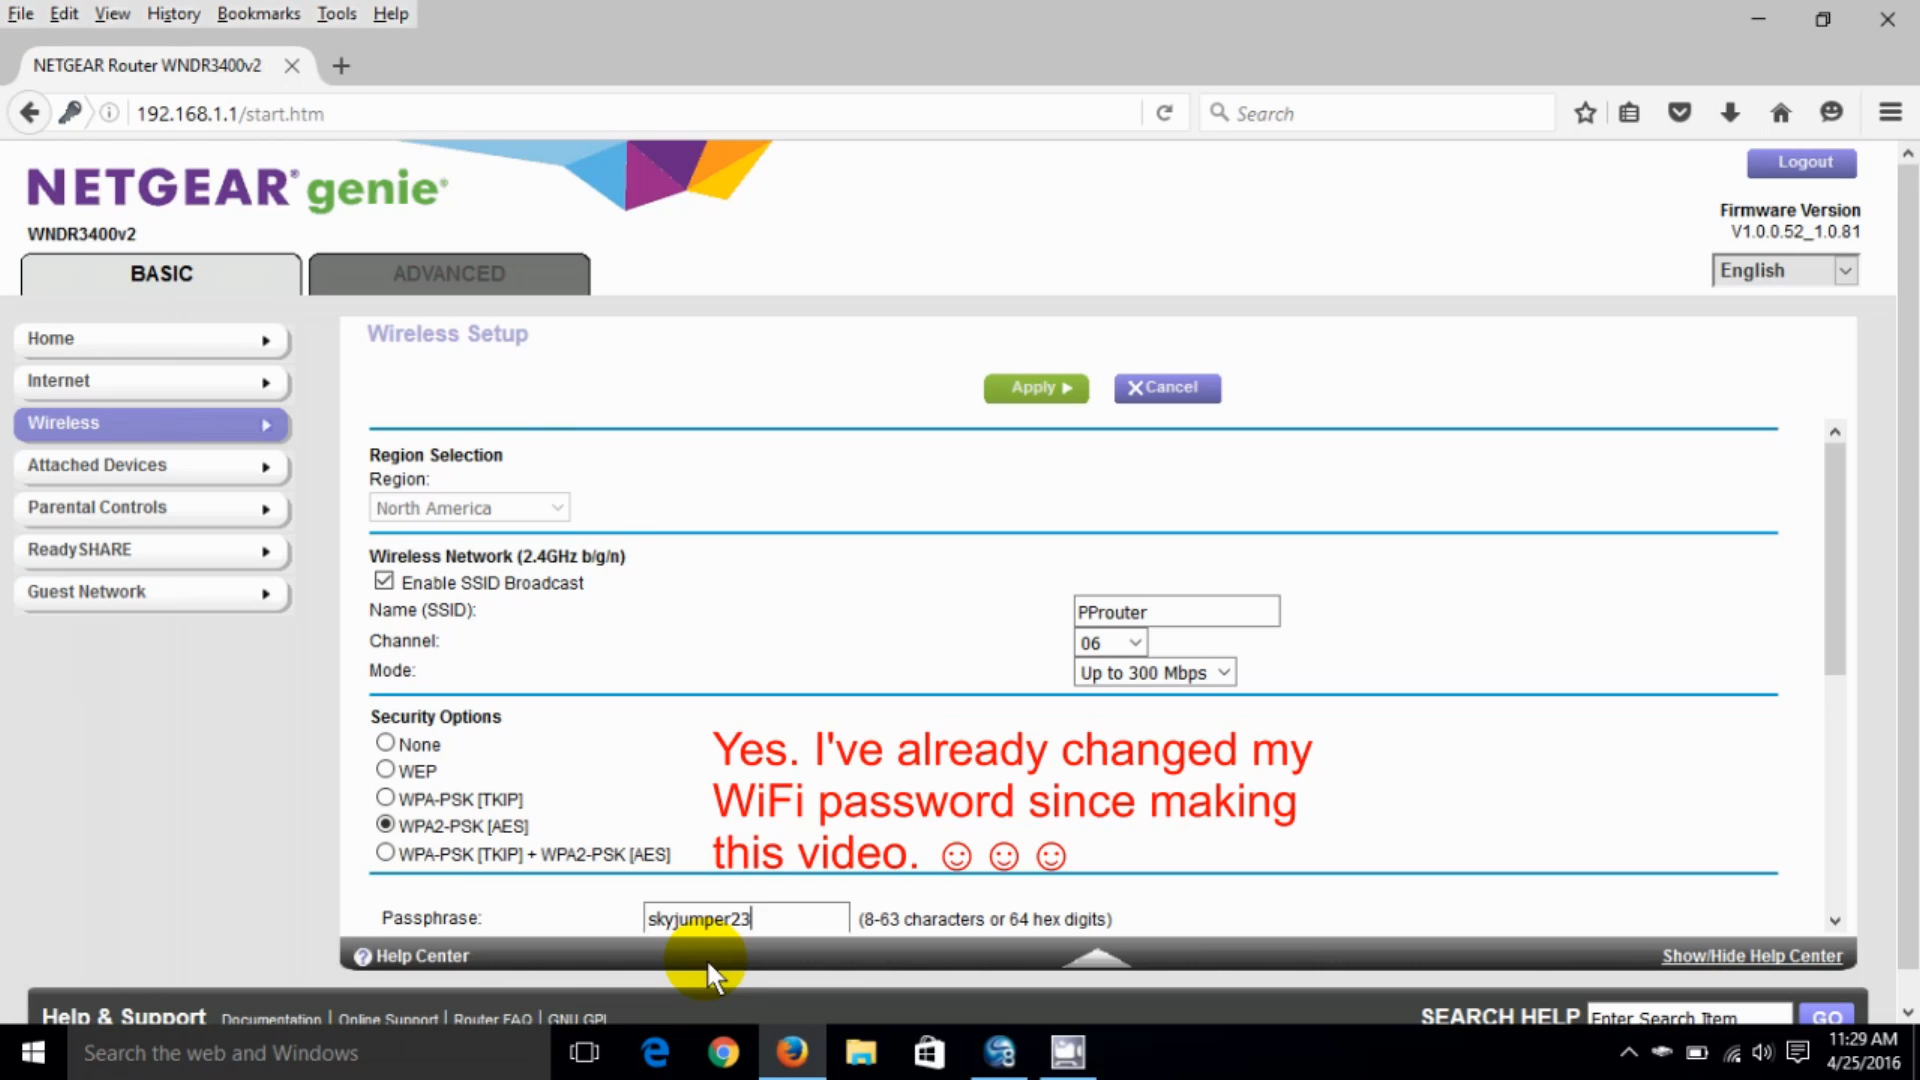 File Edit View History Bookmarks Tools Help
NETGEAR Router WNDR3400v2
192.168.1.1/start.htm
Search
NETGEAR® genie®
Logout
WNDR3400v2
Firmware Version
V1.0.0.52_1.0.81
BASIC
ADVANCED
English
Home
Internet
Wireless
Attached Devices
Parental Controls
ReadySHARE
Guest Network
Wireless Setup
Apply
Cancel
Region Selection
Region:
North America
Wireless Network (2.4GHz b/g/n)
Enable SSID Broadcast
Name (SSID):
PProuter
Channel:
06
Mode:
Up to 300 Mbps
Security Options
None
WEP
WPA-PSK [TKIP]
WPA2-PSK [AES]
WPA-PSK [TKIP] + WPA2-PSK [AES]
Yes. I've already changed my
WiFi password since making
this video. ☺☺☺
Passphrase:
skyjumper23
(8-63 characters or 64 hex digits)
Help Center
Show/Hide Help Center
Help & Support Documentation | Online Support | Router FAQ | GNU GPL
SEARCH HELP Enter Search Item GO
Search the web and Windows
11:29 AM
4/25/2016